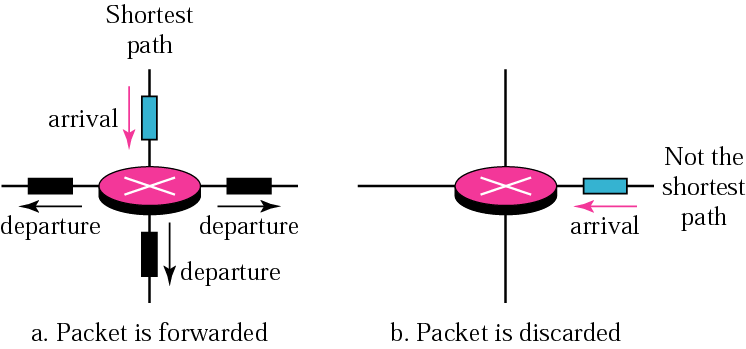 Shortest
path
arrival
departure
departure
departure
a. Packet is forwarded
Not the
shortest
path
arrival
b. Packet is discarded